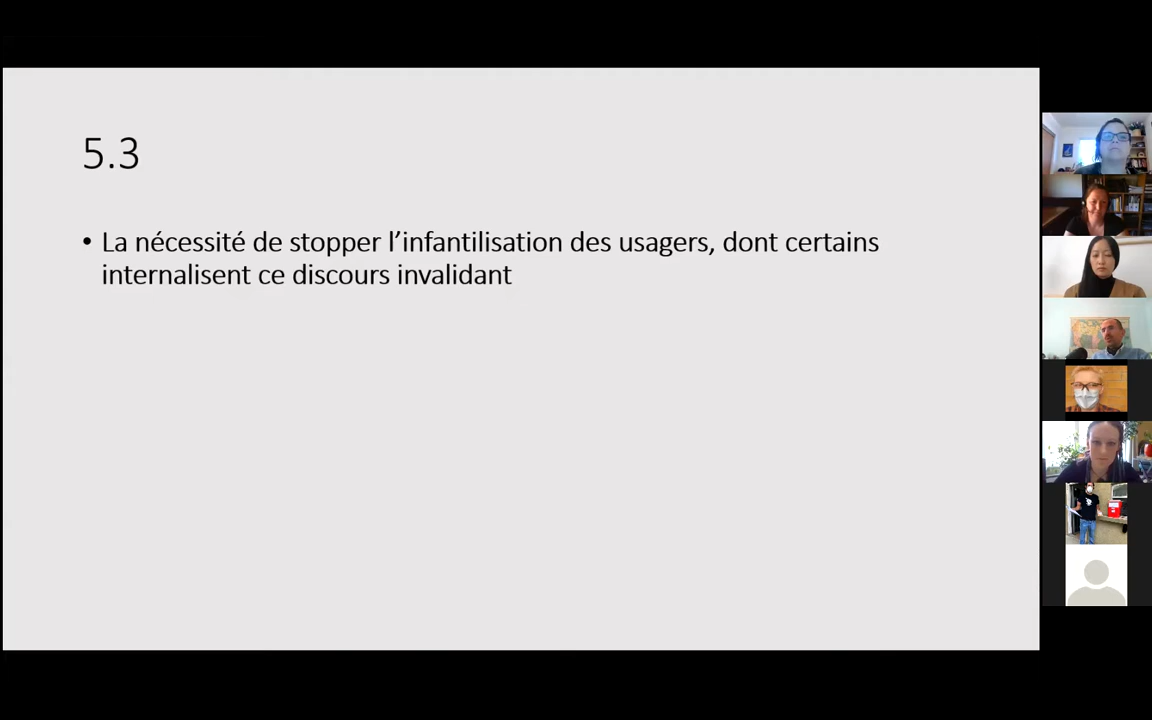 5.3
• La nécessité de stopper l’infantilisation des usagers, dont certains
internalisent ce discours invalidant